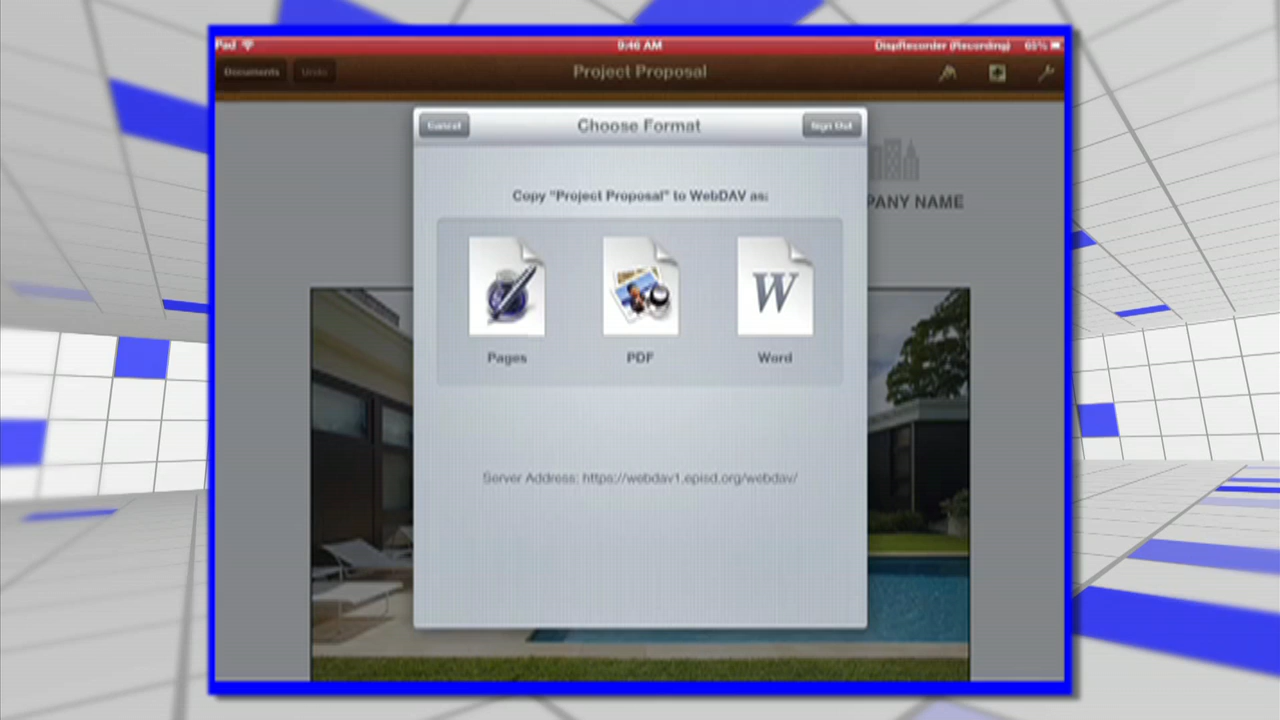 iPad 9:46 AM DispRecorder (Recording) 65%
Documents Undo Project Proposal
Cancel Choose Format Sign Out
Copy "Project Proposal" to WebDAV as:
PANY NAME
W
Pages PDF Word
Server Address: https://webdav1.episd.org/webdav/